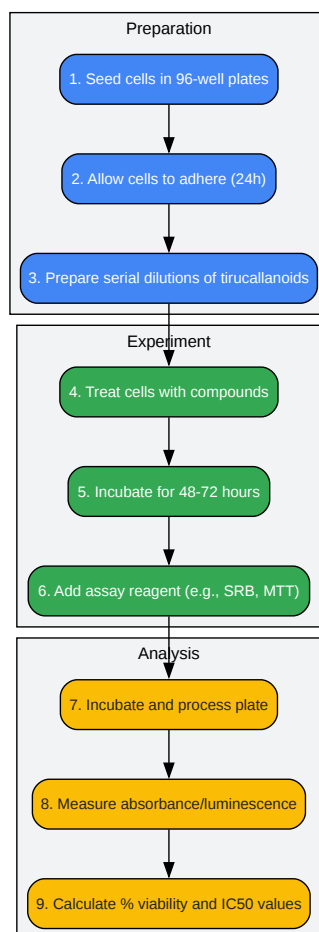 Preparation
1. Seed cells in 96-well plates
2. Allow cells to adhere (24h)
3. Prepare serial dilutions of tirucallanoids
Experiment
4. Treat cells with compounds
5. Incubate for 48-72 hours
6. Add assay reagent (e.g., SRB, MTT)
Analysis
7. Incubate and process plate
8. Measure absorbance/luminescence
9. Calculate % viability and IC50 values